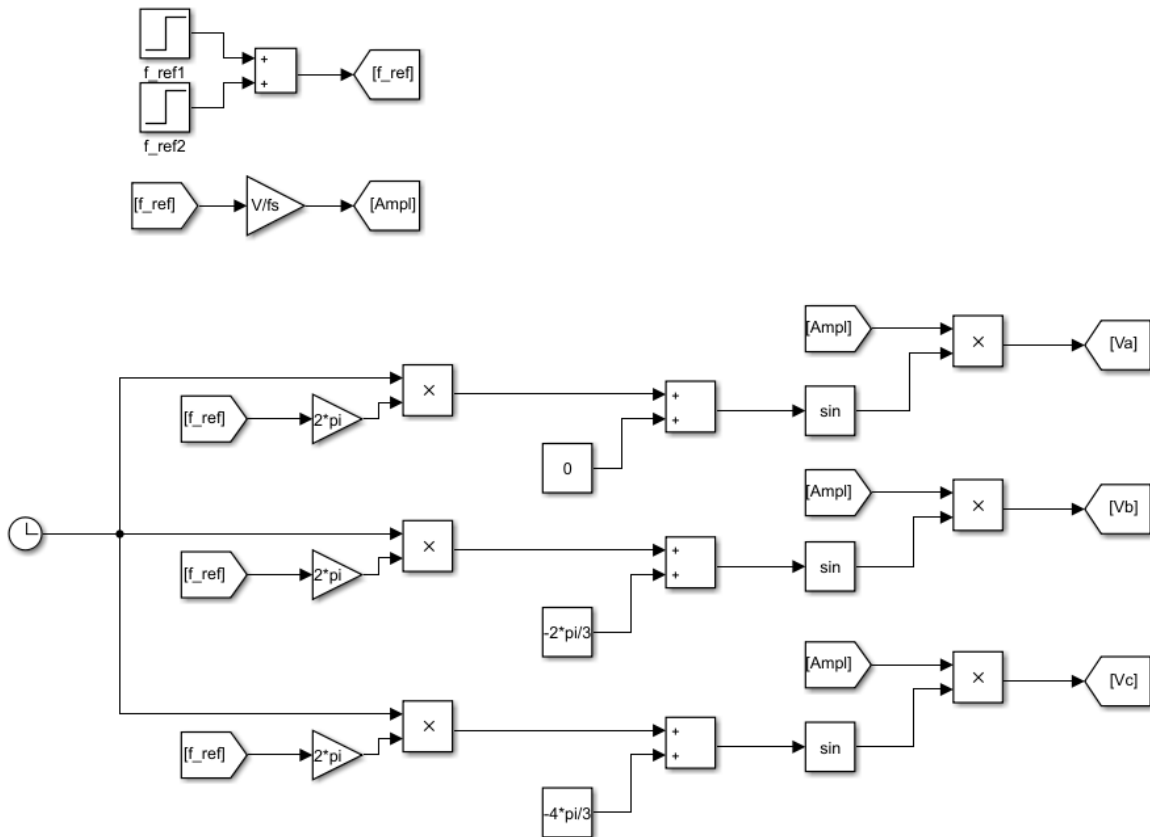 f_ref1
[f_ref]
f_ref2
[f_ref]
V/fs
[Ampl]
[Ampl]
[Va]
[f_ref]
2*pi
sin
0
[Ampl]
[Vb]
[f_ref]
2*pi
sin
-2*pi/3
[Ampl]
[Vc]
[f_ref]
2*pi
sin
-4*pi/3